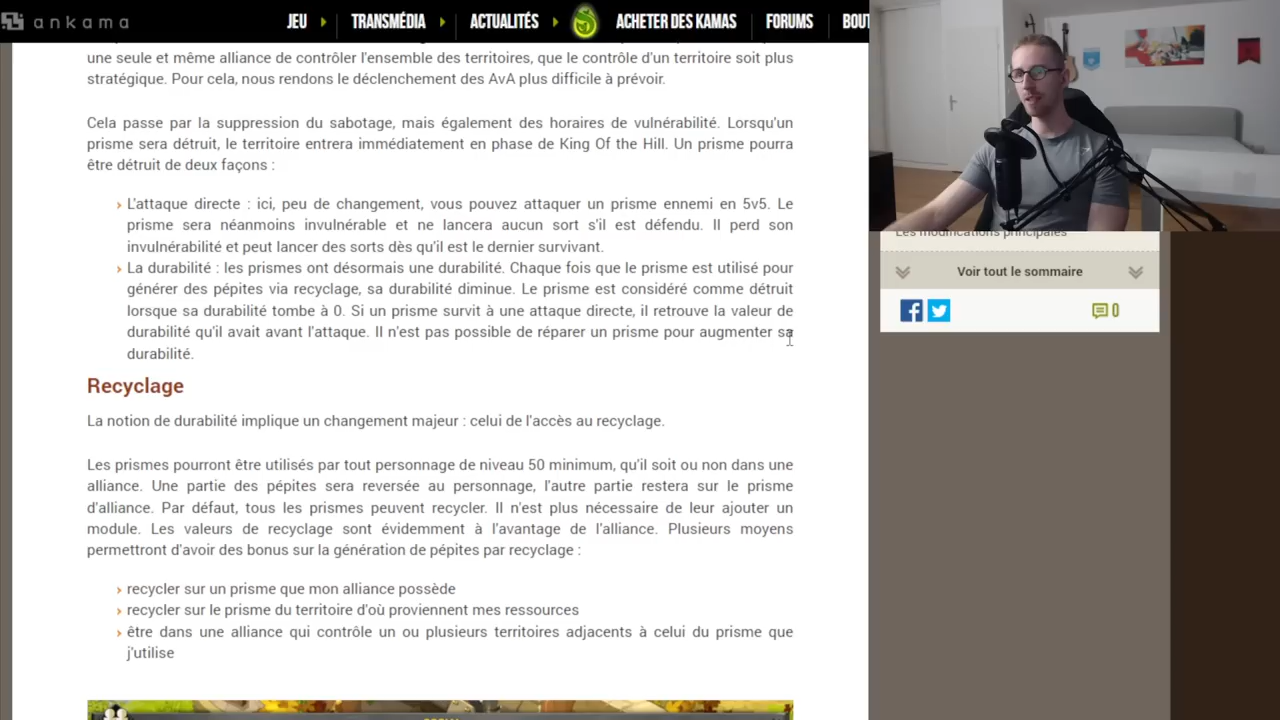 ankama
JEU
TRANSMÉDIA
ACTUALITÉS
ACHETER DES KAMAS
FORUMS
BOUT
une seule et même alliance de contrôler l'ensemble des territoires, que le contrôle d'un territoire soit plus
stratégique. Pour cela, nous rendons le déclenchement des AvA plus difficile à prévoir.
Cela passe par la suppression du sabotage, mais également des horaires de vulnérabilité. Lorsqu'un
prisme sera détruit, le territoire entrera immédiatement en phase de King Of the Hill. Un prisme pourra
être détruit de deux façons :
L'attaque directe : ici, peu de changement, vous pouvez attaquer un prisme ennemi en 5v5. Le
prisme sera néanmoins invulnérable et ne lancera aucun sort s'il est défendu. Il perd son
invulnérabilité et peut lancer des sorts dès qu'il est le dernier survivant.
La durabilité : les prismes ont désormais une durabilité. Chaque fois que le prisme est utilisé pour
générer des pépites via recyclage, sa durabilité diminue. Le prisme est considéré comme détruit
lorsque sa durabilité tombe à 0. Si un prisme survit à une attaque directe, il retrouve la valeur de
durabilité qu'il avait avant l'attaque. Il n'est pas possible de réparer un prisme pour augmenter sa
durabilité.
Recyclage
La notion de durabilité implique un changement majeur : celui de l'accès au recyclage.
Les prismes pourront être utilisés par tout personnage de niveau 50 minimum, qu'il soit ou non dans une
alliance. Une partie des pépites sera reversée au personnage, l'autre partie restera sur le prisme
d'alliance. Par défaut, tous les prismes peuvent recycler. Il n'est plus nécessaire de leur ajouter un
module. Les valeurs de recyclage sont évidemment à l'avantage de l'alliance. Plusieurs moyens
permettront d'avoir des bonus sur la génération de pépites par recyclage :
recycler sur un prisme que mon alliance possède
recycler sur le prisme du territoire d'où proviennent mes ressources
être dans une alliance qui contrôle un ou plusieurs territoires adjacents à celui du prisme que
j'utilise
Les modifications principales
Voir tout le sommaire
0